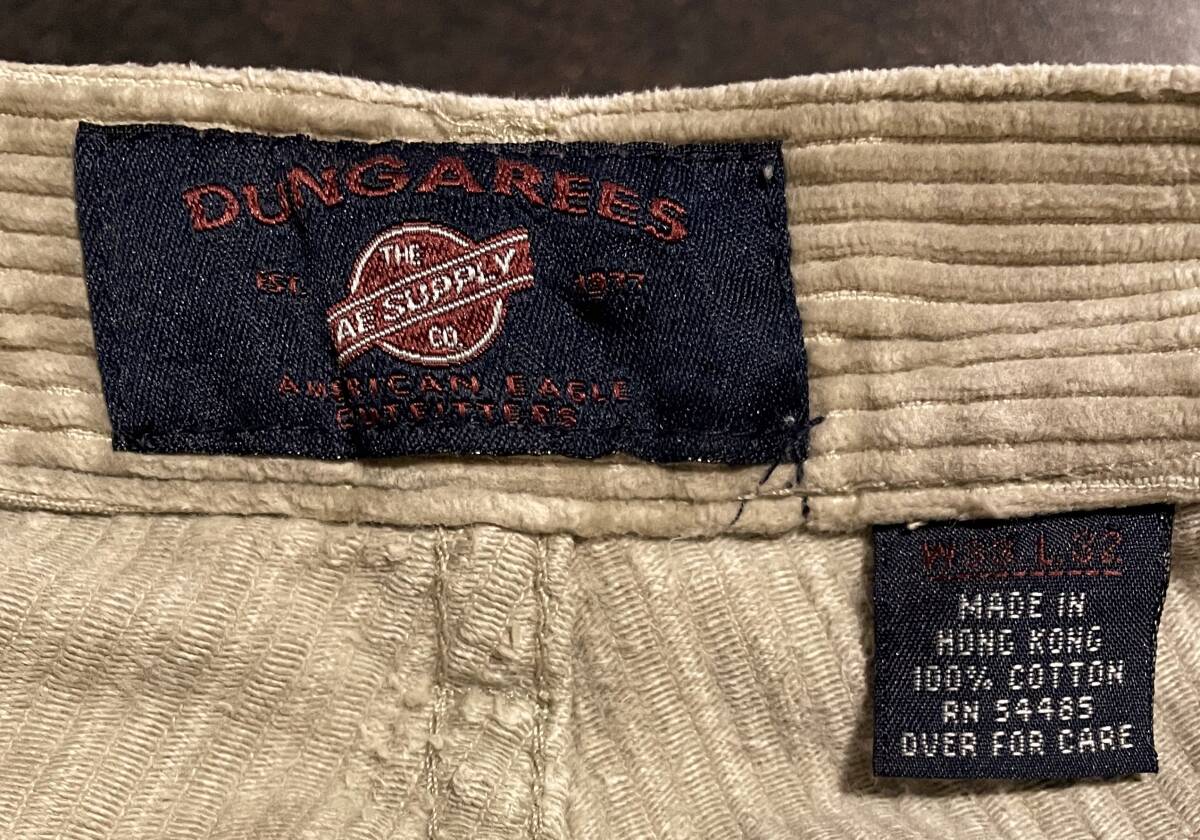 DUNGAREES
EST. 1977
THE
AE SUPPLY
CO.
AMERICAN EAGLE
OUTFITTERS
W L 32
MADE IN
HONG KONG
100% COTTON
RN 54485
OVER FOR CARE